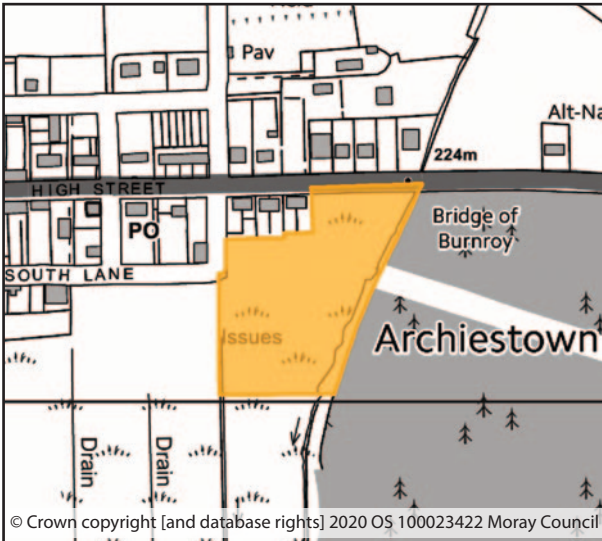 Pav
Alt-Na
224m
HIGH STREET
Bridge of
Burnroy
PO
SOUTH LANE
Issues
Archiestown
Drain
Drain
© Crown copyright [and database rights] 2020 OS 100023422 Moray Council